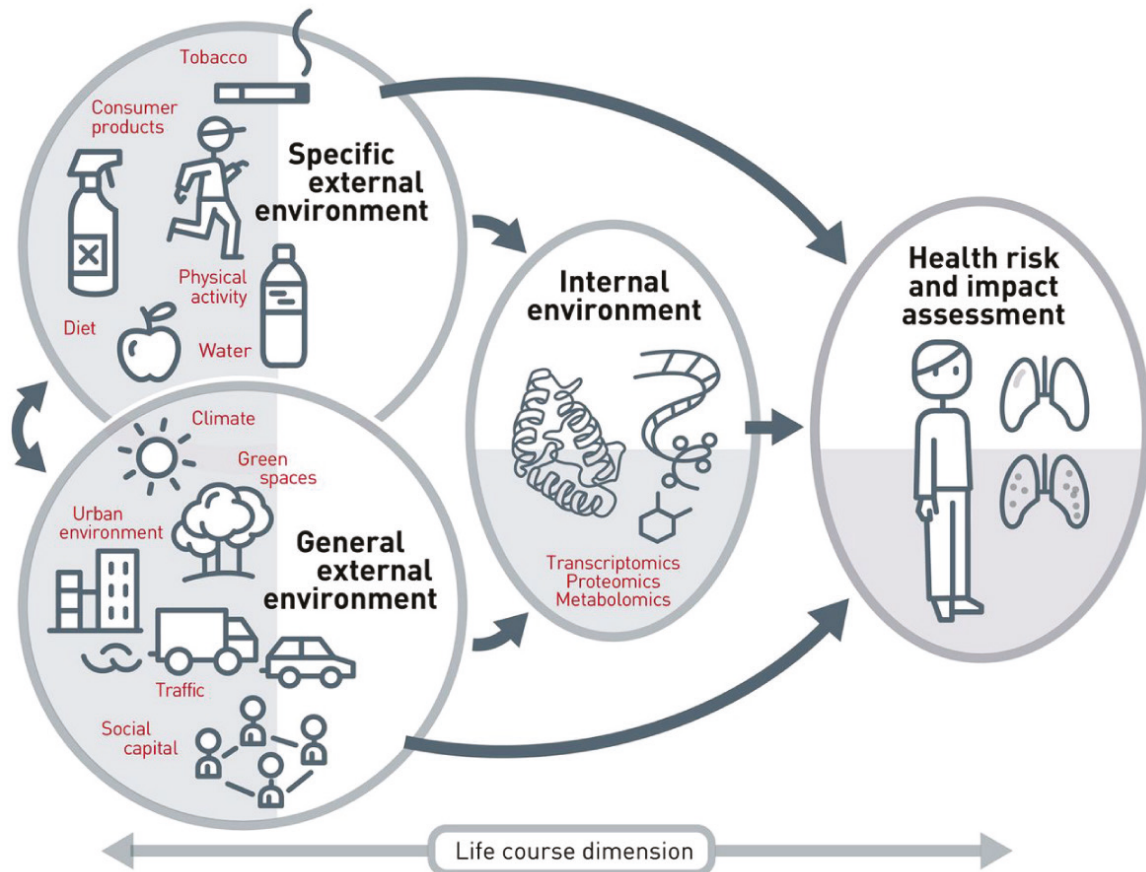 Tobacco
Consumer
products
Specific
external
environment
Physical
activity
Diet
Water
Climate
Green
spaces
Urban
environment
General
external
environment
Traffic
Social
capital
Internal
environment
Transcriptomics
Proteomics
Metabolomics
Health risk
and impact
assessment
Life course dimension